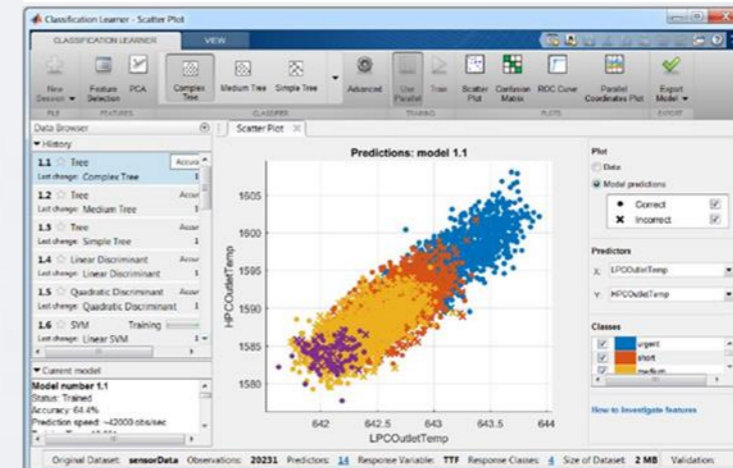 Classification Learner - Scatter Plot
CLASSIFICATION LEARNER
VIEW
New Session
Feature Selection
PCA
Complex Tree
Medium Tree
Simple Tree
Advanced
Use Parallel
Train
Scatter Plot
Confusion Matrix
ROC Curve
Parallel Coordinates Plot
Export Model
FILE
FEATURES
CLASSIFIER
TRAINING
PLOTS
EXPORT
Data Browser
History
1.1 Tree
Last change: Complex Tree
1.2 Tree
Last change: Medium Tree
1.3 Tree
Last change: Simple Tree
1.4 Linear Discriminant
Last change: Linear Discriminant
1.5 Quadratic Discriminant
Last change: Quadratic Discriminant
1.6 SVM Training
Last change: Linear SVM
Current model
Model number 1.1
Status: Trained
Accuracy: 64.4%
Prediction speed: ~42000 obs/sec
Scatter Plot
Predictions: model 1.1
1605
1600
1595
1590
1585
1580
HPCOutletTemp
642
642.5
643
643.5
644
LPCOutletTemp
Plot
Data
Model predictions
Correct
Incorrect
Predictors
X: LPCOutletTemp
Y: HPCOutletTemp
Classes
urgent
short
medium
How to investigate features
Original Dataset: sensorData Observations: 20231 Predictors: 14 Response Variable: TTF Response Classes: 4 Size of Dataset: 2 MB Validation: